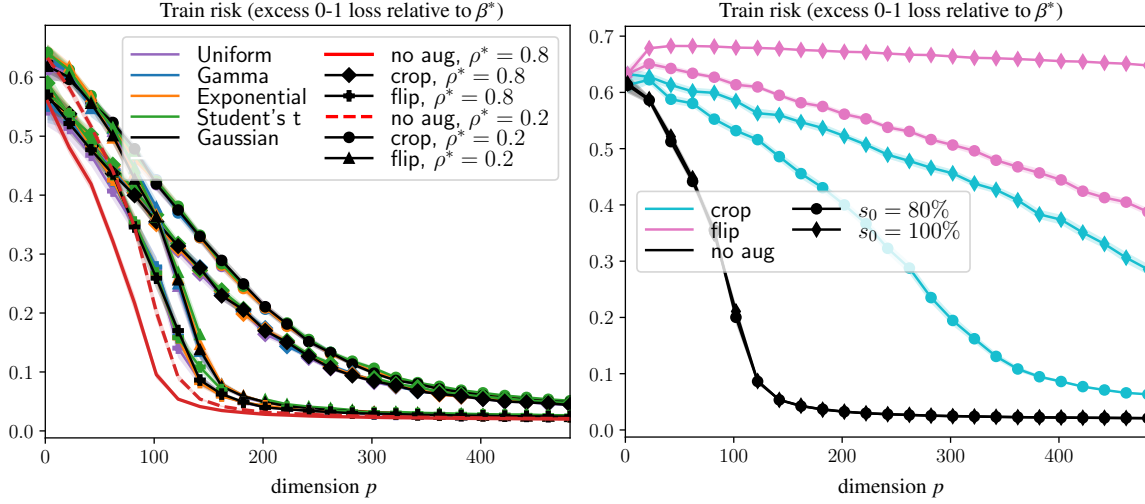 Train risk (excess 0-1 loss relative to β*)
0.6
0.5
0.4
0.3
0.2
0.1
0.0
Uniform
Gamma
Exponential
Student's t
Gaussian
no aug, ρ* = 0.8
crop, ρ* = 0.8
flip, ρ* = 0.8
no aug, ρ* = 0.2
crop, ρ* = 0.2
flip, ρ* = 0.2
0 100 200 300 400
dimension p
Train risk (excess 0-1 loss relative to β*)
0.7
0.6
0.5
0.4
0.3
0.2
0.1
0.0
crop
flip
no aug
s₀ = 80%
s₀ = 100%
0 100 200 300 400
dimension p